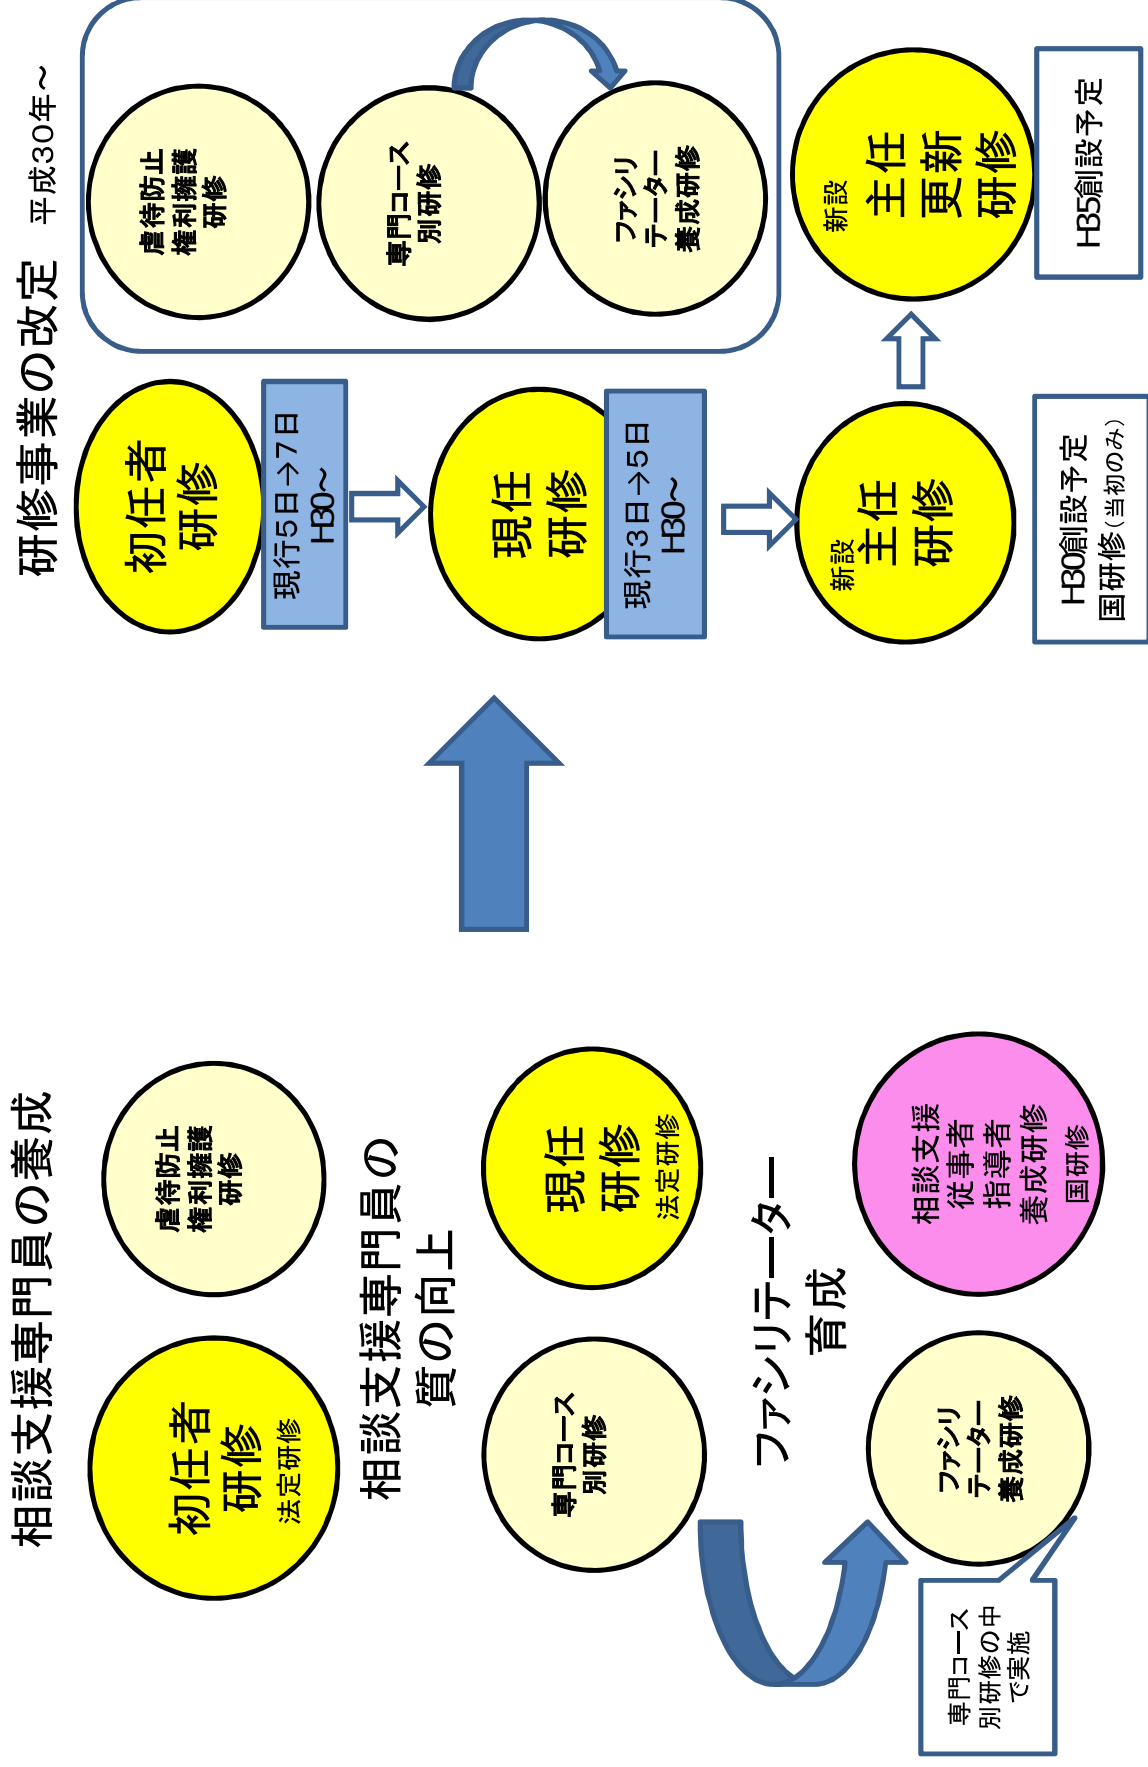 相談支援専門員の養成
初任者
研修
法定研修
虐待防止
権利擁護
研修
相談支援専門員の
質の向上
専門コース
別研修
現任
研修
法定研修
ファシリテーター
育成
専門コース
別研修の中
で実施
ファシリ
テーター
養成研修
相談支援
従事者
指導者
養成研修
国研修
研修事業の改定 平成30年～
初任者
研修
現行5日→7日
H30～
現任
研修
現行3日→5日
H30～
新設
主任
研修
H30創設予定
国研修(当初のみ)
虐待防止
権利擁護
研修
専門コース
別研修
ファシリ
テーター
養成研修
新設
主任
更新
研修
H35創設予定